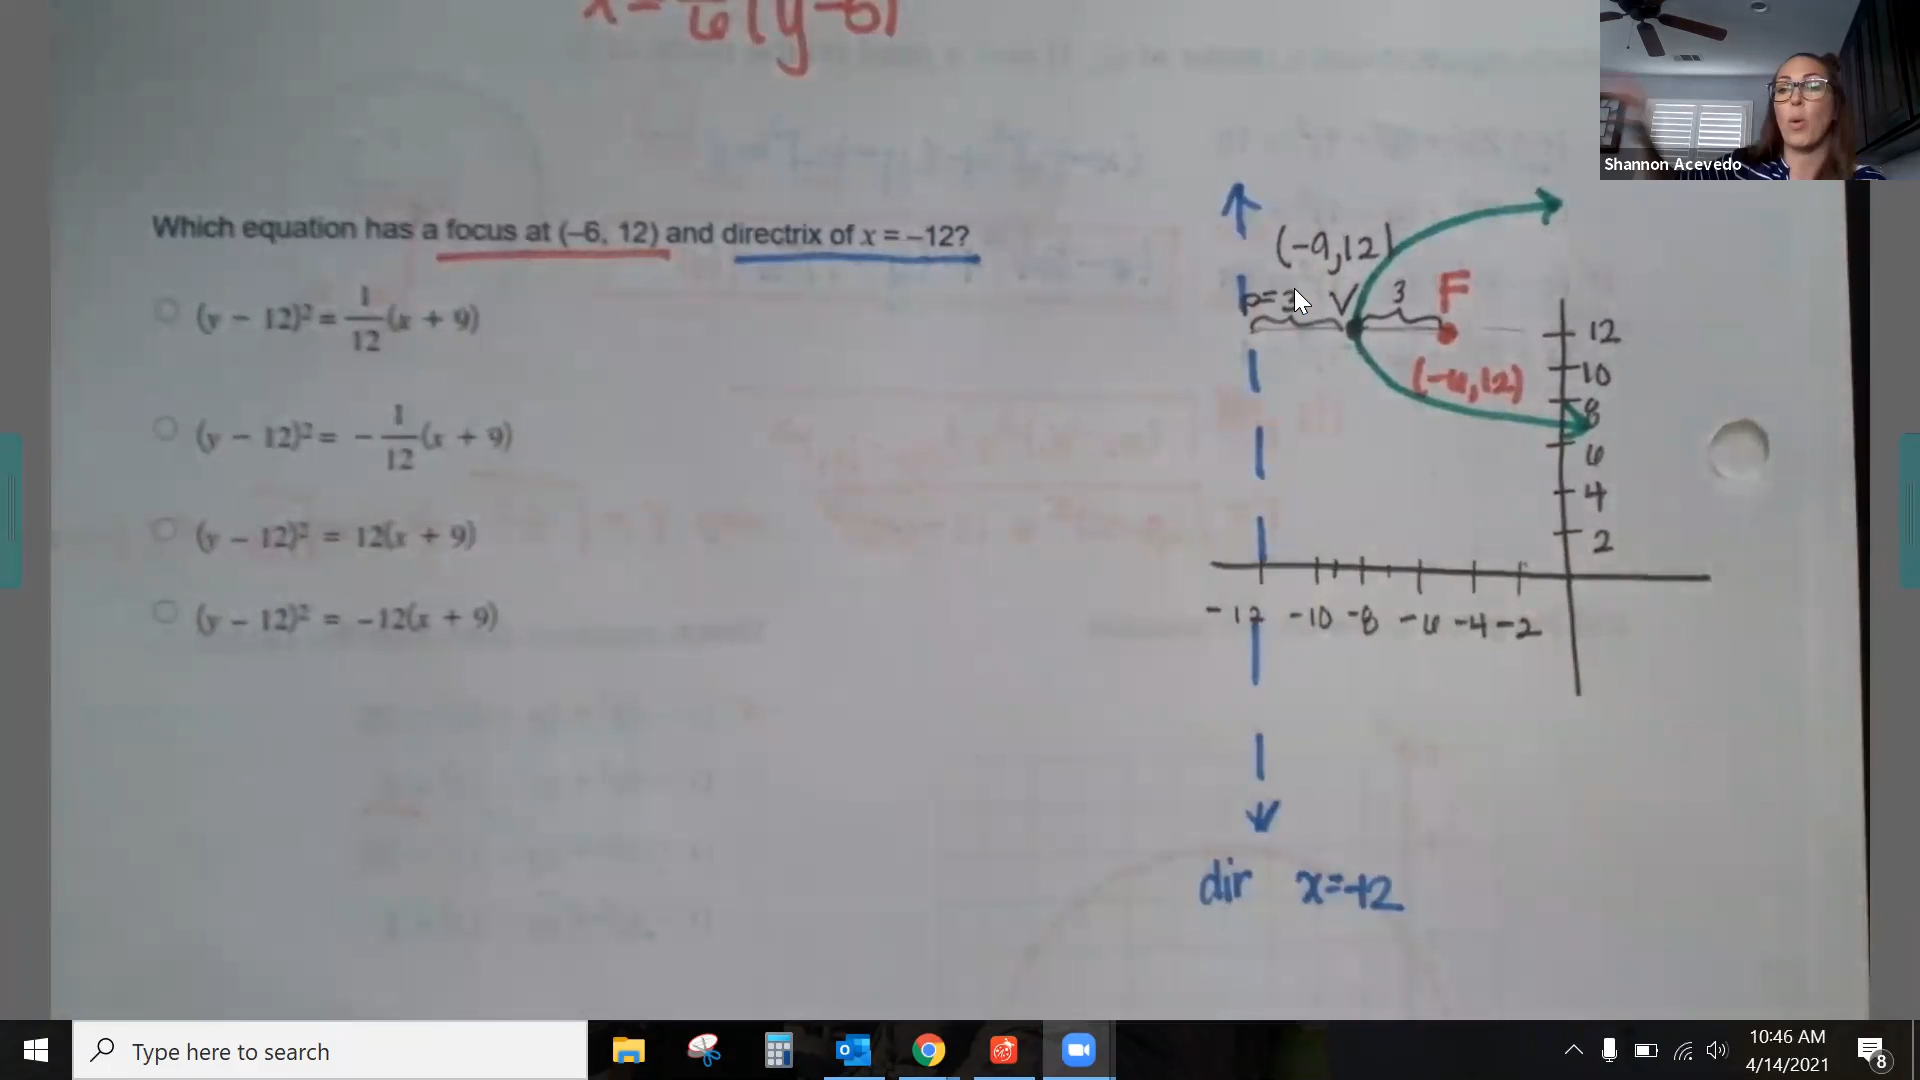 x = 1/6 (y-6)
Shannon Acevedo
Which equation has a focus at (–6, 12) and directrix of x = –12?
(y – 12)² = 1/12 (x + 9)
(y – 12)² = – 1/12 (x + 9)
(y – 12)² = 12(x + 9)
(y – 12)² = –12(x + 9)
(-9,12)
p=3 V 3 F
(-6,12)
12
10
8
6
4
2
-12 -10 -8 -6 -4 -2
dir x=-12
Type here to search
10:46 AM
4/14/2021
8